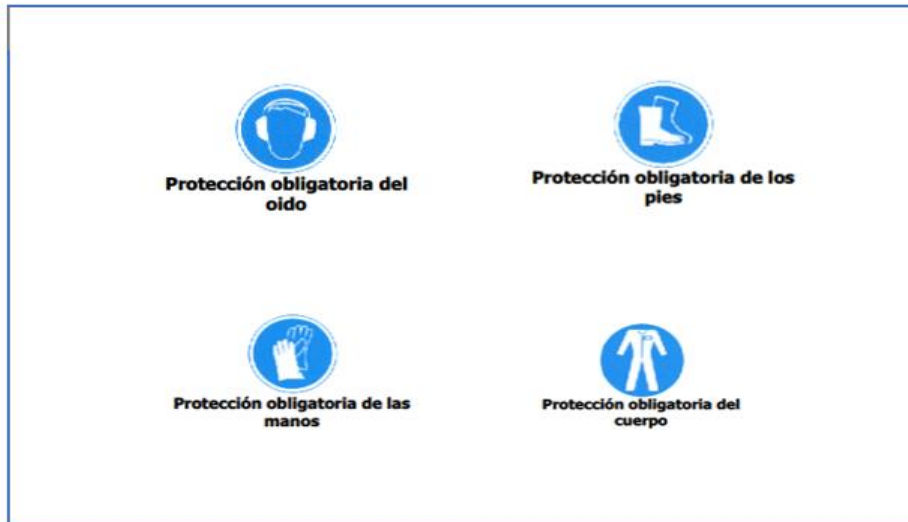 Protección obligatoria del
oido
Protección obligatoria de los
pies
Protección obligatoria de las
manos
Protección obligatoria del
cuerpo